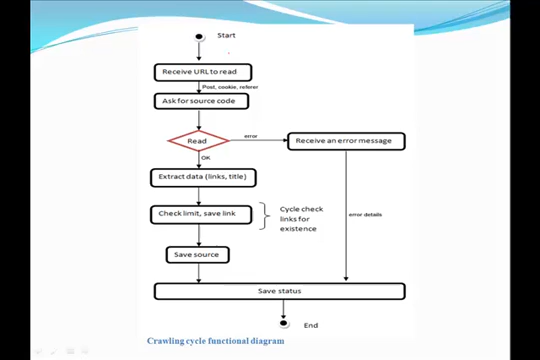 Start
Receive URL to read
Post, cookie, referer
Ask for source code
Read
error
Receive an error message
OK
Extract data (links, title)
Check limit, save link
Cycle check
links for
existence
error details
Save source
Save status
End
Crawling cycle functional diagram